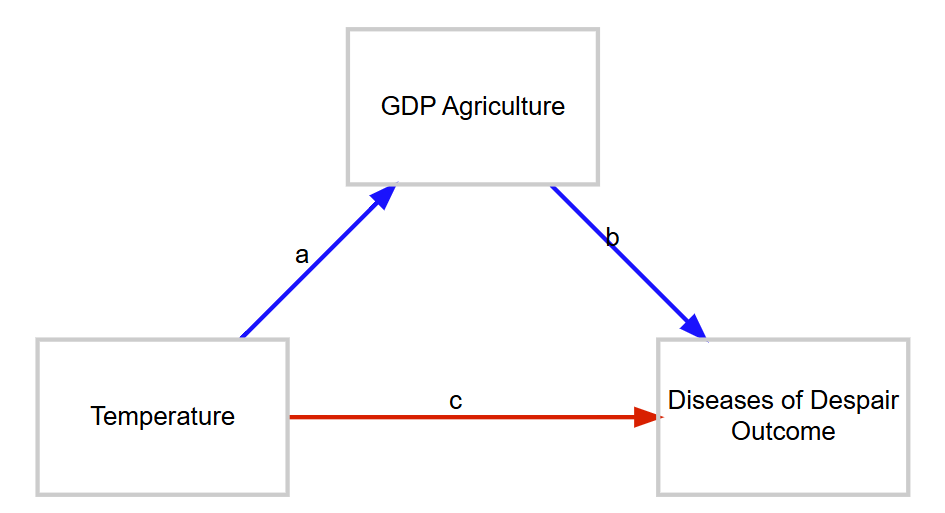 GDP Agriculture
a
b
Temperature
c
Diseases of Despair
Outcome